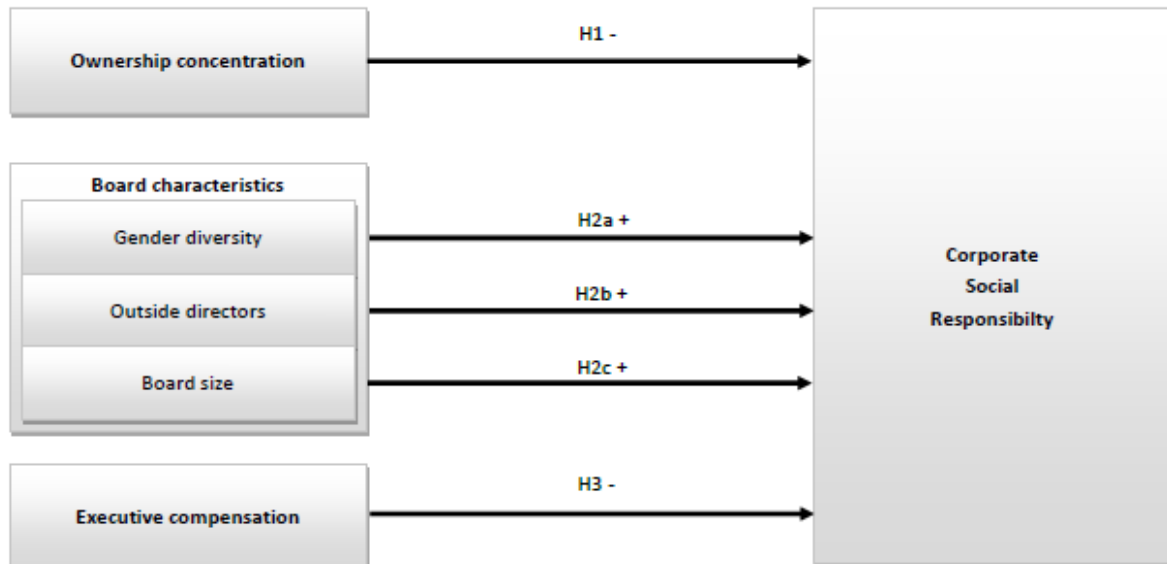 H1 -
Ownership concentration
Board characteristics
Gender diversity
H2a +
Outside directors
H2b +
Board size
H2c +
Executive compensation
H3 -
Corporate
Social
Responsibilty